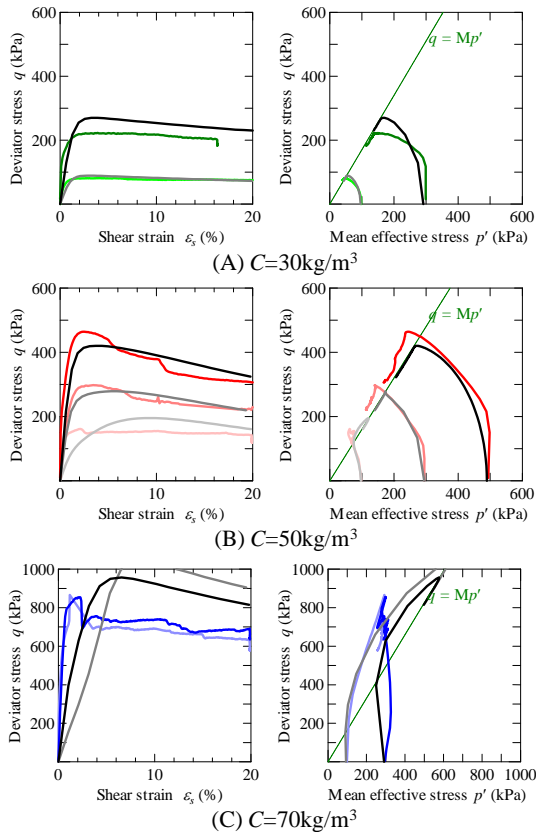 600
400
200
0
Deviator stress q (kPa)
0 10 20
Shear strain εs (%)
600
400
200
0
Deviator stress q (kPa)
q = Mp′
0 200 400 600
Mean effective stress p′ (kPa)
(A) C=30kg/m³
600
400
200
0
Deviator stress q (kPa)
0 10 20
Shear strain εs (%)
600
400
200
0
Deviator stress q (kPa)
q = Mp′
0 200 400 600
Mean effective stress p′ (kPa)
(B) C=50kg/m³
1000
800
600
400
200
0
Deviator stress q (kPa)
0 10 20
Shear strain εs (%)
1000
800
600
400
200
0
Deviator stress q (kPa)
q = Mp′
0 200 400 600 800 1000
Mean effective stress p′ (kPa)
(C) C=70kg/m³